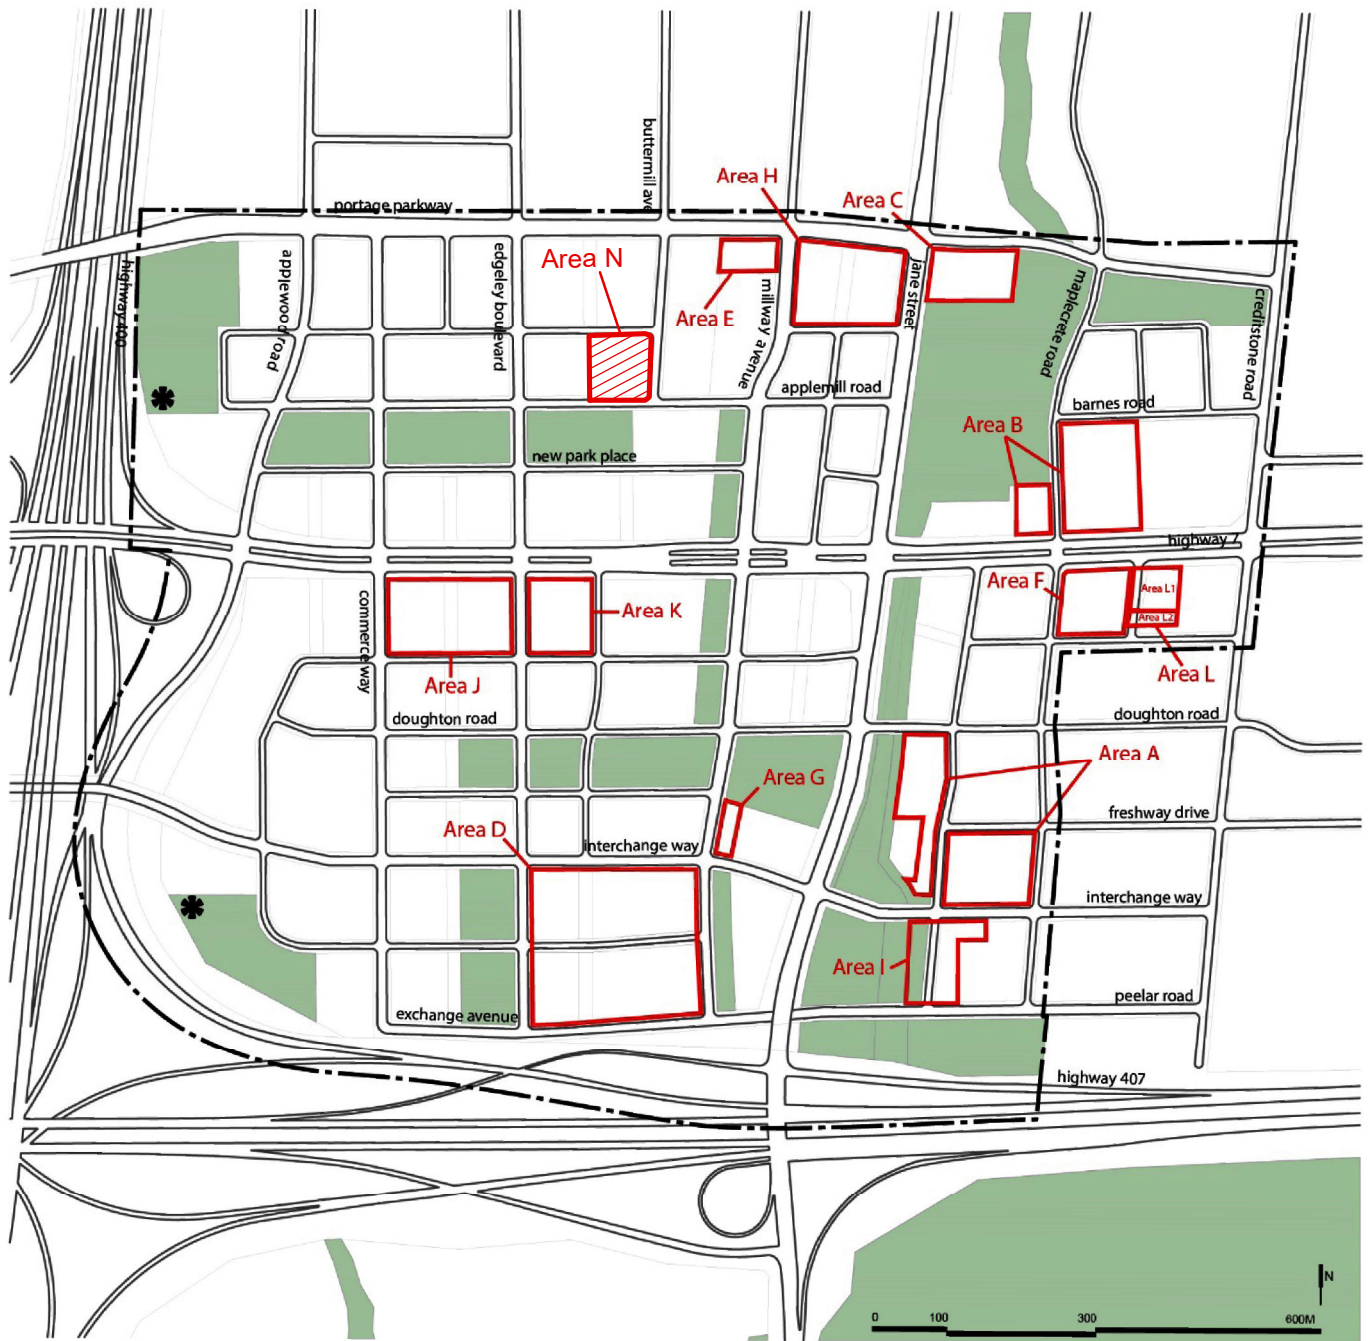 buttermill ave
Area H
Area C
portage parkway
highway 400
applewood road
edgeley boulevard
Area N
Area E
millway avenue
jane street
maplecrete road
creditstone road
applemill road
barnes road
Area B
new park place
highway 7
commerce way
Area K
Area F
Area L1
Area L2
Area L
Area J
doughton road
doughton road
Area A
Area G
freshway drive
Area D
interchange way
interchange way
Area I
peelar road
exchange avenue
highway 407
N
0 100 300 600M